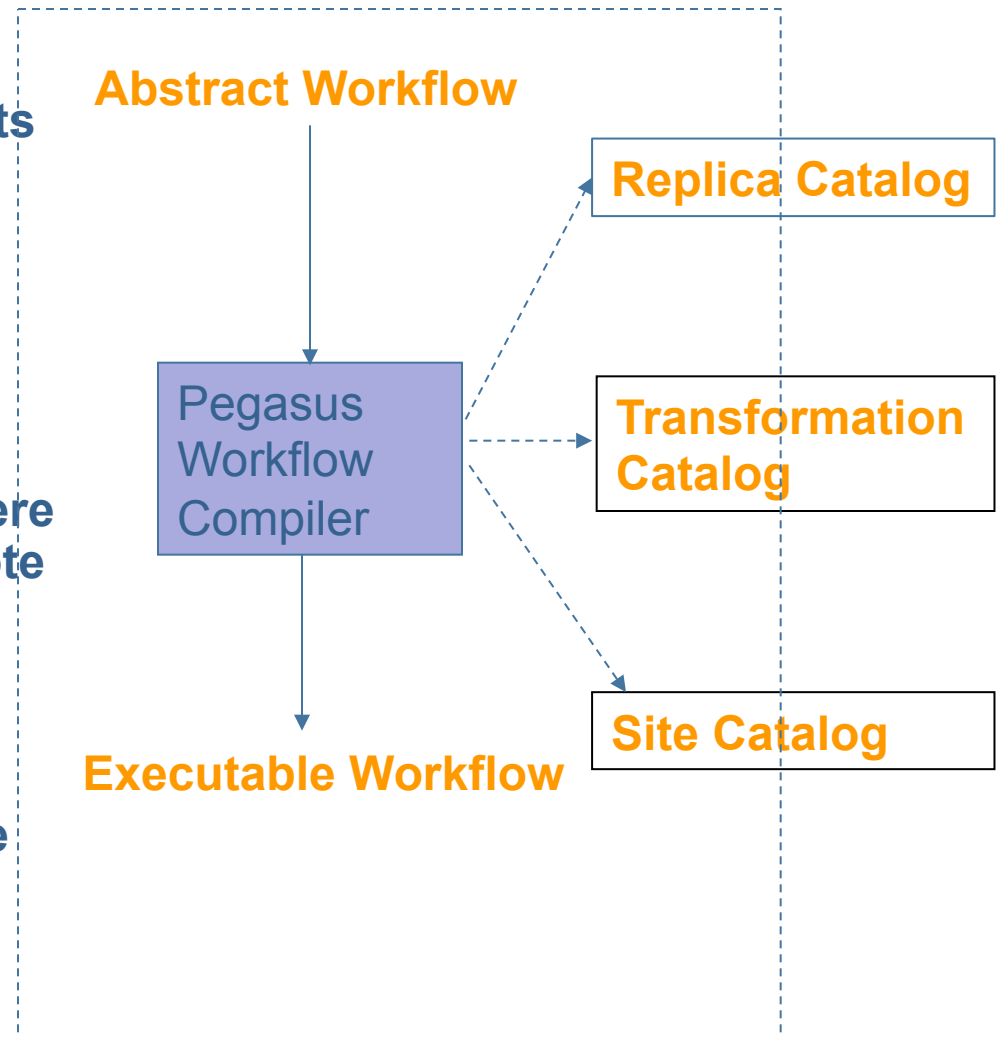 Abstract Workflow
Replica Catalog
Pegasus
Workflow
Compiler
Transformation
Catalog
Site Catalog
Executable Workflow